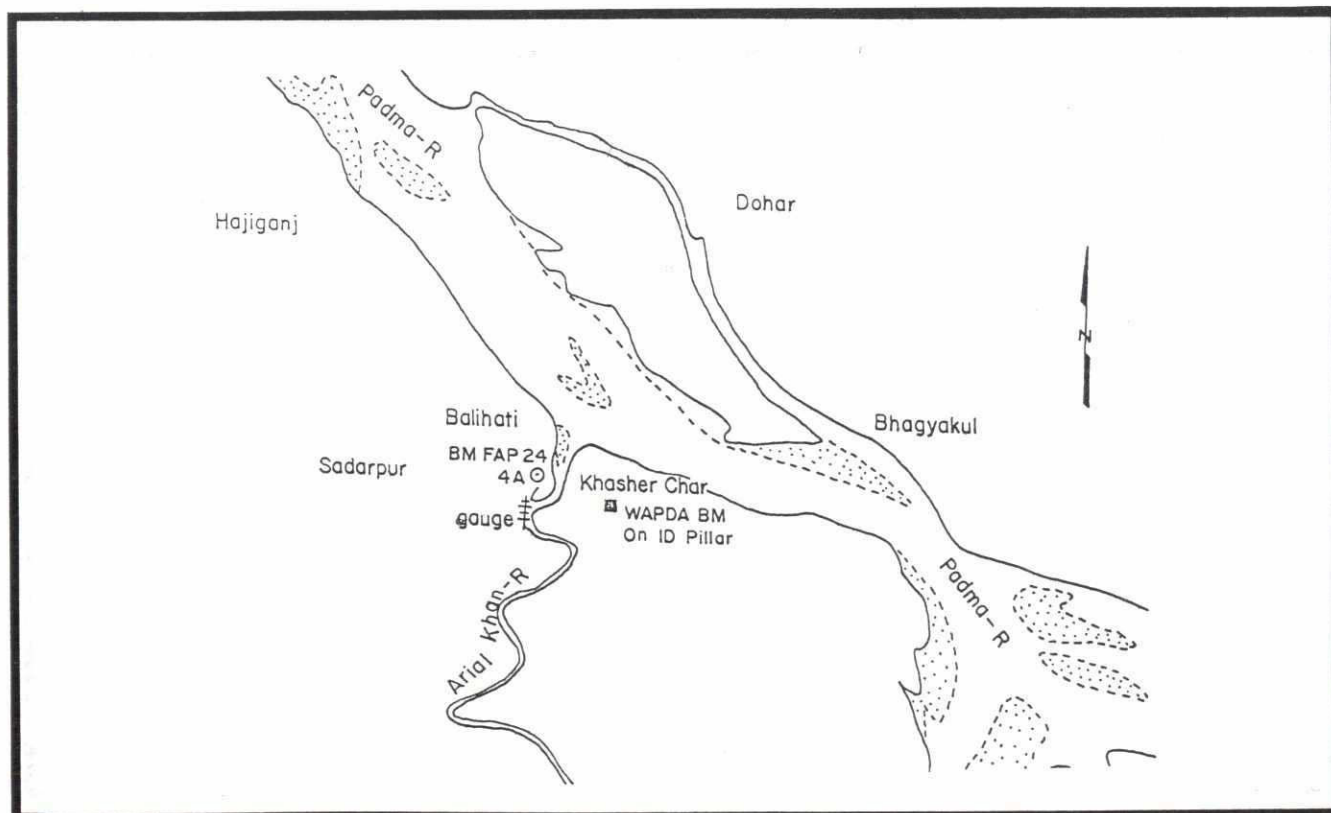 Padma-R
Hajiganj
Dohar
N
Balihati
Bhagyakul
BM FAP 24
Sadarpur
4A
Khasher Char
gauge
WAPDA BM
On ID Pillar
Padma-R
Arial Khan-R